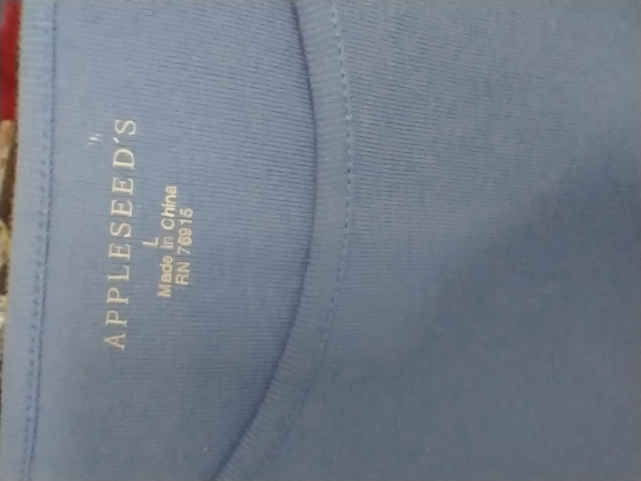 APPLESEED'S
L
Made in China
RN 76915